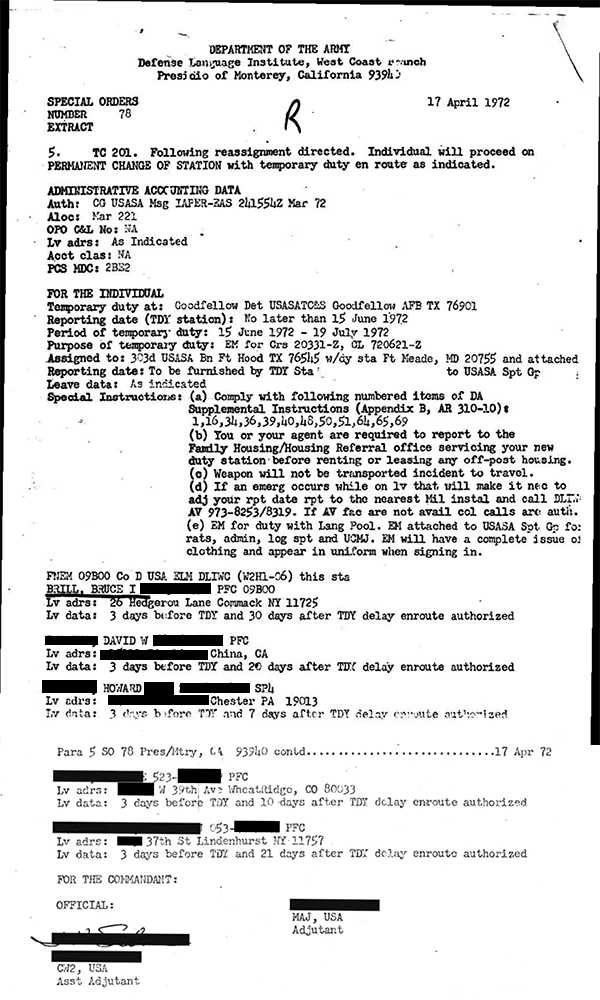 DEPARTMENT OF THE ARMY
Defense Language Institute, West Coast Branch
Presidio of Monterey, California 93940
SPECIAL ORDERS
17 April 1972
NUMBER 78
R
EXTRACT
5. TC 201. Following reassignment directed. Individual will proceed on
PERMANENT CHANGE OF STATION with temporary duty en route as indicated.
ADMINISTRATIVE ACCOUNTING DATA
Auth: CG USASA Msg IAPER-EAS 241554Z Mar 72
Aloc: Mar 221
OPO C&L No: NA
Lv adrs: As Indicated
Acct clas: NA
PCS MDC: 2BE2
FOR THE INDIVIDUAL
Temporary duty at: Goodfellow Det USASATC&S Goodfellow AFB TX 76901
Reporting date (TDY station): No later than 15 June 1972
Period of temporary duty: 15 June 1972 - 19 July 1972
Purpose of temporary duty: EM for Crs 20331-Z, CL 720621-Z
Assigned to: 303d USASA Bn Ft Hood TX 76545 w/dy sta Ft Meade, MD 20755 and attached
Reporting date: To be furnished by TDY Sta to USASA Spt Gp
Leave data: As indicated
Special Instructions: (a) Comply with following numbered items of DA
Supplemental Instructions (Appendix B, AR 310-10):
1,16,34,36,39,40,48,50,51,64,65,69
(b) You or your agent are required to report to the
Family Housing/Housing Referral office servicing your new
duty station before renting or leasing any off-post housing.
(c) Weapon will not be transported incident to travel.
(d) If an emerg occurs while on lv that will make it nec to
adj your rpt date rpt to the nearest Mil instal and call DLIWC
AV 973-8253/8319. If AV fac are not avail col calls are auth.
(e) EM for duty with Lang Pool. EM attached to USASA Spt Gp for
rats, admin, log spt and UCMJ. EM will have a complete issue of
clothing and appear in uniform when signing in.
FNEM 09B00 Co D USA ELM DLIWC (W2H1-06) this sta
BRILL, BRUCE I PFC 09B00
Lv adrs: 26 Hedgerou Lane Commack NY 11725
Lv data: 3 days before TDY and 30 days after TDY delay enroute authorized
DAVID W PFC
Lv adrs: China, CA
Lv data: 3 days before TDY and 20 days after TDY delay enroute authorized
HOWARD SP4
Lv adrs: Chester PA 19013
Lv data: 3 days before TDY and 7 days after TDY delay enroute authorized
Para 5 SO 78 Pres/Mtry, CA 93940 contd..............................17 Apr 72
E 523- PFC
Lv adrs: W 39th Ave WheatRidge, CO 80033
Lv data: 3 days before TDY and 10 days after TDY delay enroute authorized
053- PFC
Lv adrs: 37th St Lindenhurst NY 11757
Lv data: 3 days before TDY and 21 days after TDY delay enroute authorized
FOR THE COMMANDANT:
OFFICIAL:
MAJ, USA
Adjutant
CW2, USA
Asst Adjutant